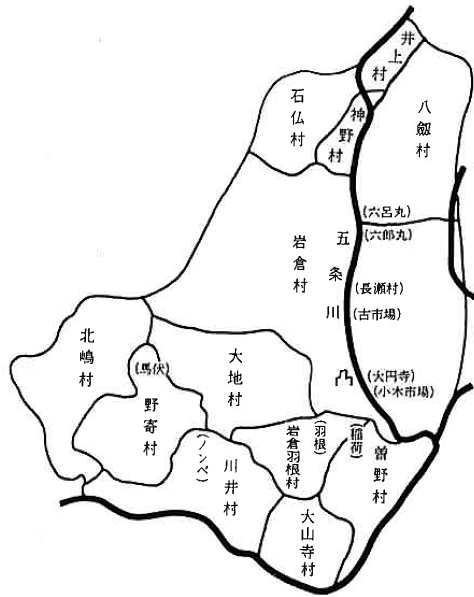 井上村
石仏村
神野村
八劔村
(六呂丸)
(六郎丸)
五条川
岩倉村
(長瀬村)
(古市場)
北嶋村
(馬伏)
大地村
(大円寺)
(小木市場)
野寄村
(羽根)
(稲荷)
岩倉羽根村
曽野村
(ノンベ)
川井村
大山寺村